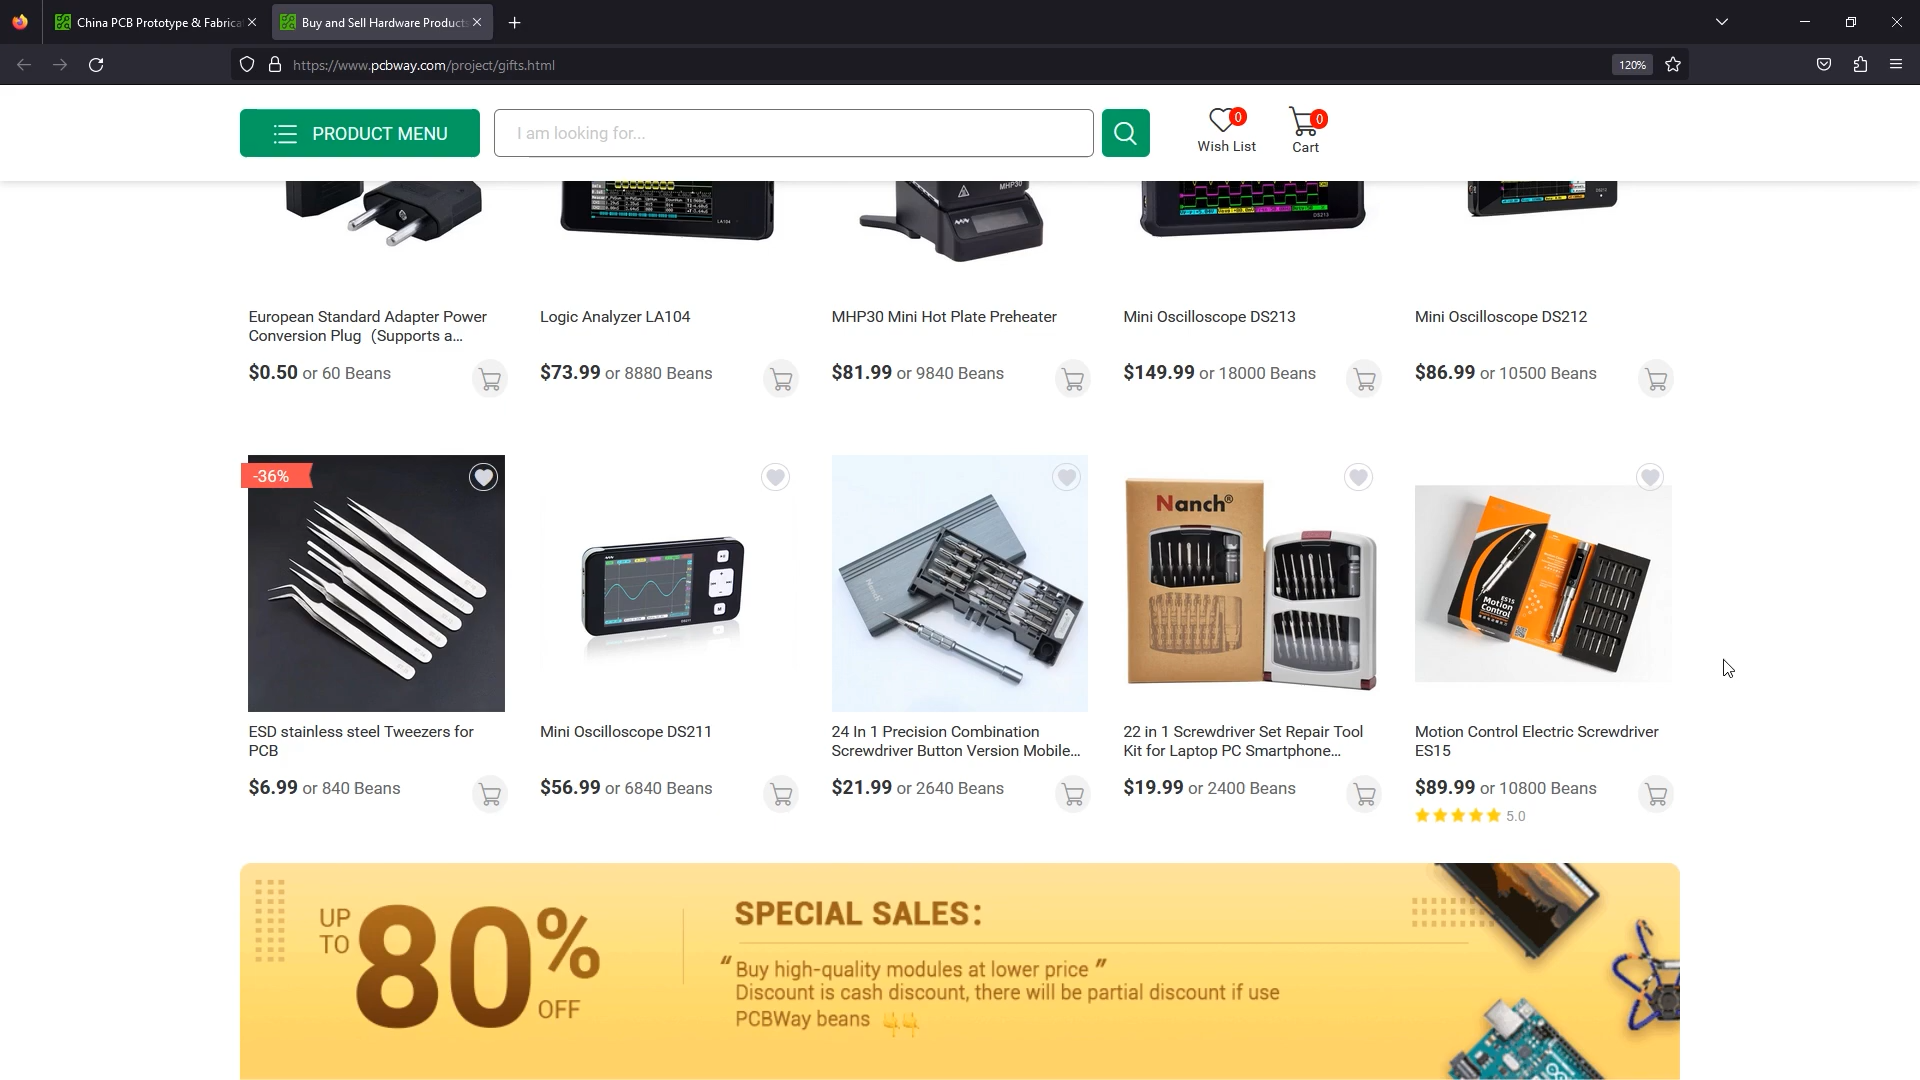 China PCB Prototype & Fabrica
Buy and Sell Hardware Products
https://www.pcbway.com/project/gifts.html
120%
PRODUCT MENU
I am looking for...
0
Wish List
0
Cart
LA104
MHP30
DS213
DS212
European Standard Adapter Power
Conversion Plug（Supports a...
$0.50 or 60 Beans
Logic Analyzer LA104
$73.99 or 8880 Beans
MHP30 Mini Hot Plate Preheater
$81.99 or 9840 Beans
Mini Oscilloscope DS213
$149.99 or 18000 Beans
Mini Oscilloscope DS212
$86.99 or 10500 Beans
-36%
Nanch®
ES15
Motion
Control
ESD stainless steel Tweezers for
PCB
$6.99 or 840 Beans
Mini Oscilloscope DS211
$56.99 or 6840 Beans
24 In 1 Precision Combination
Screwdriver Button Version Mobile...
$21.99 or 2640 Beans
22 in 1 Screwdriver Set Repair Tool
Kit for Laptop PC Smartphone...
$19.99 or 2400 Beans
Motion Control Electric Screwdriver
ES15
$89.99 or 10800 Beans
5.0
UP
TO
80%
OFF
SPECIAL SALES:
“ Buy high-quality modules at lower price ”
Discount is cash discount, there will be partial discount if use
PCBWay beans 👇👇